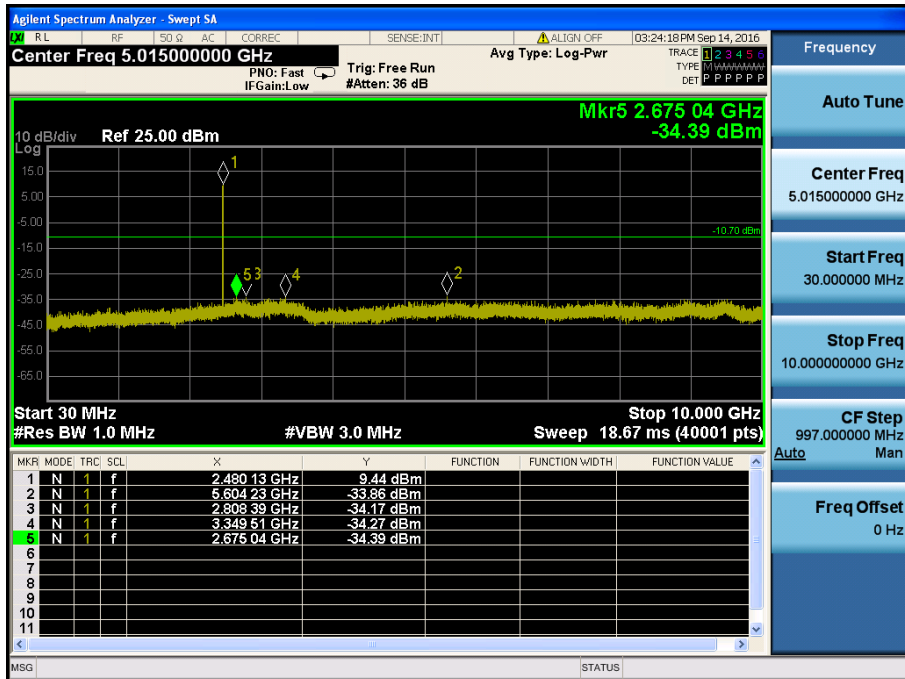 Agilent Spectrum Analyzer - Swept SA
LXI RL RF 50 Ω AC CORREC SENSE:INT ALIGN OFF 03:24:18 PM Sep 14, 2016
Center Freq 5.015000000 GHz
PNO: Fast
IFGain:Low
Trig: Free Run
#Atten: 36 dB
Avg Type: Log-Pwr
TRACE 1 2 3 4 5 6
TYPE M WWWWW
DET P P P P P P
Mkr5 2.675 04 GHz
-34.39 dBm
10 dB/div Ref 25.00 dBm
Log
15.0
5.00
-5.00
-15.0
-25.0
-35.0
-45.0
-55.0
-65.0
1
-10.70 dBm
5 3 4 2
Start 30 MHz Stop 10.000 GHz
#Res BW 1.0 MHz #VBW 3.0 MHz Sweep 18.67 ms (40001 pts)
MKR MODE TRC SCL X Y FUNCTION FUNCTION WIDTH FUNCTION VALUE
1 N 1 f 2.480 13 GHz 9.44 dBm
2 N 1 f 5.604 23 GHz -33.86 dBm
3 N 1 f 2.808 39 GHz -34.17 dBm
4 N 1 f 3.349 51 GHz -34.27 dBm
5 N 1 f 2.675 04 GHz -34.39 dBm
6
7
8
9
10
11
MSG STATUS
Frequency
Auto Tune
Center Freq
5.015000000 GHz
Start Freq
30.000000 MHz
Stop Freq
10.000000000 GHz
CF Step
997.000000 MHz
Auto Man
Freq Offset
0 Hz